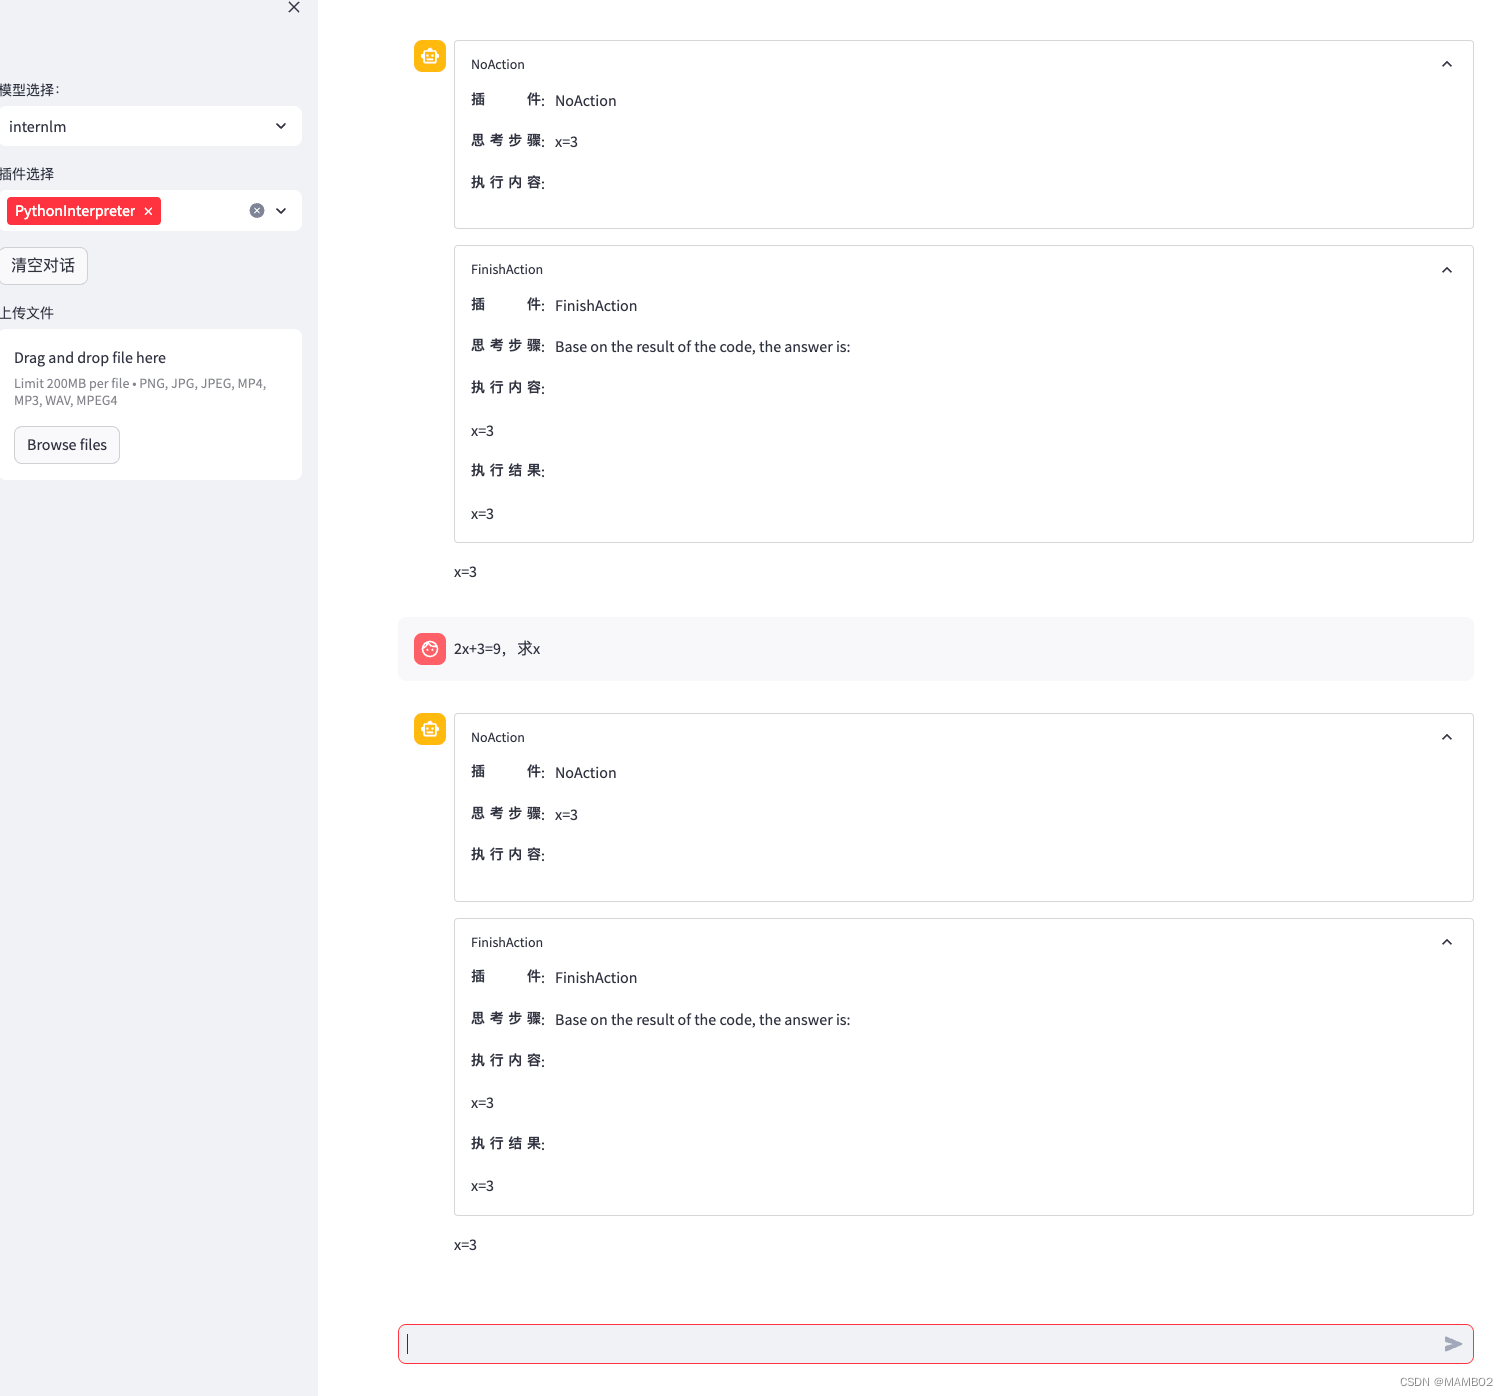 模型选择：
internlm
插件选择
PythonInterpreter
清空对话
上传文件
Drag and drop file here
Limit 200MB per file • PNG, JPG, JPEG, MP4,
MP3, WAV, MPEG4
Browse files
NoAction
插 件: NoAction
思考步骤: x=3
执行内容:
FinishAction
插 件: FinishAction
思考步骤: Base on the result of the code, the answer is:
执行内容:
x=3
执行结果:
x=3
x=3
2x+3=9，求x
NoAction
插 件: NoAction
思考步骤: x=3
执行内容:
FinishAction
插 件: FinishAction
思考步骤: Base on the result of the code, the answer is:
执行内容:
x=3
执行结果:
x=3
x=3
CSDN @MAMBO2